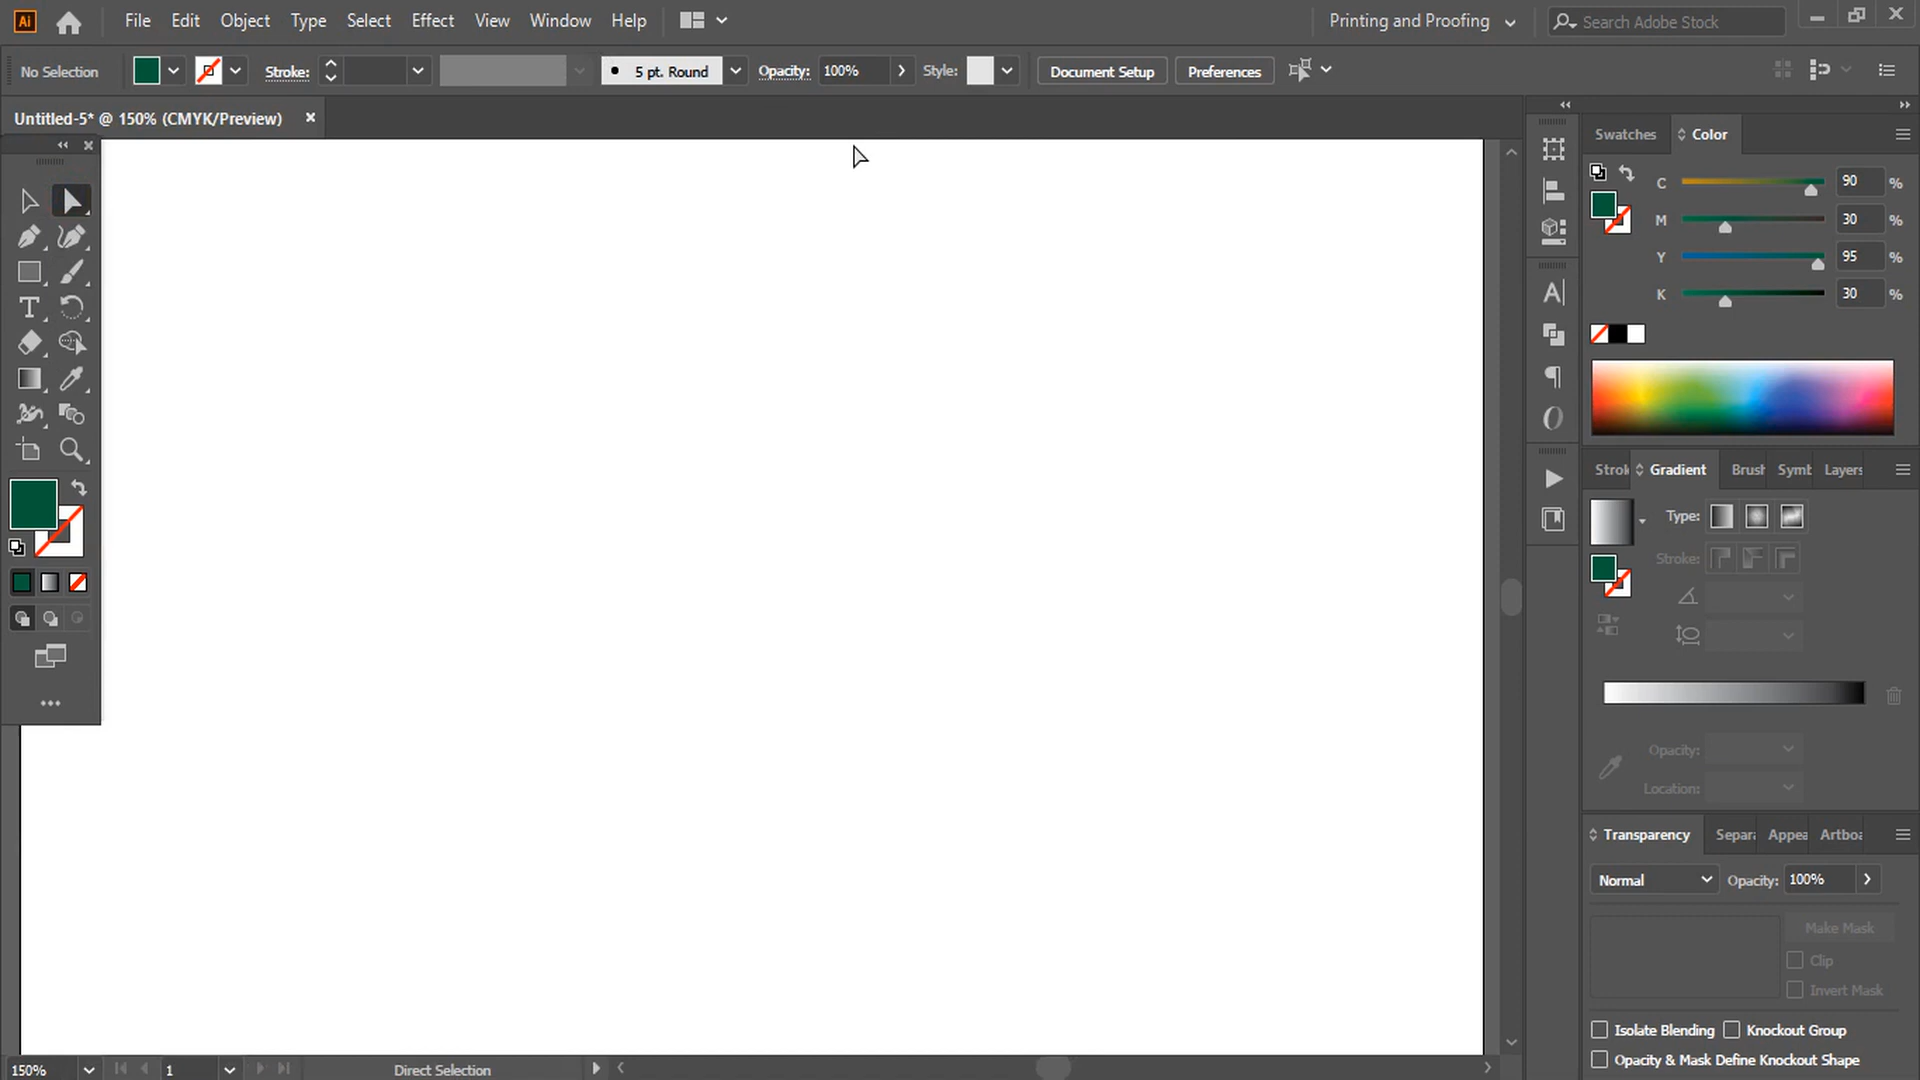 Ai File Edit Object Type Select Effect View Window Help Printing and Proofing Search Adobe Stock
No Selection Stroke: 5 pt. Round Opacity: 100% Style: Document Setup Preferences
Untitled-5* @ 150% (CMYK/Preview)
Swatches Color
C 90 %
M 30 %
Y 95 %
K 30 %
Strok Gradient Brush Symb Layers
Type:
Stroke:
Opacity:
Location:
Transparency Separa Appea Artboa
Normal Opacity: 100%
Make Mask
Clip
Invert Mask
Isolate Blending Knockout Group
Opacity & Mask Define Knockout Shape
150% 1 Direct Selection